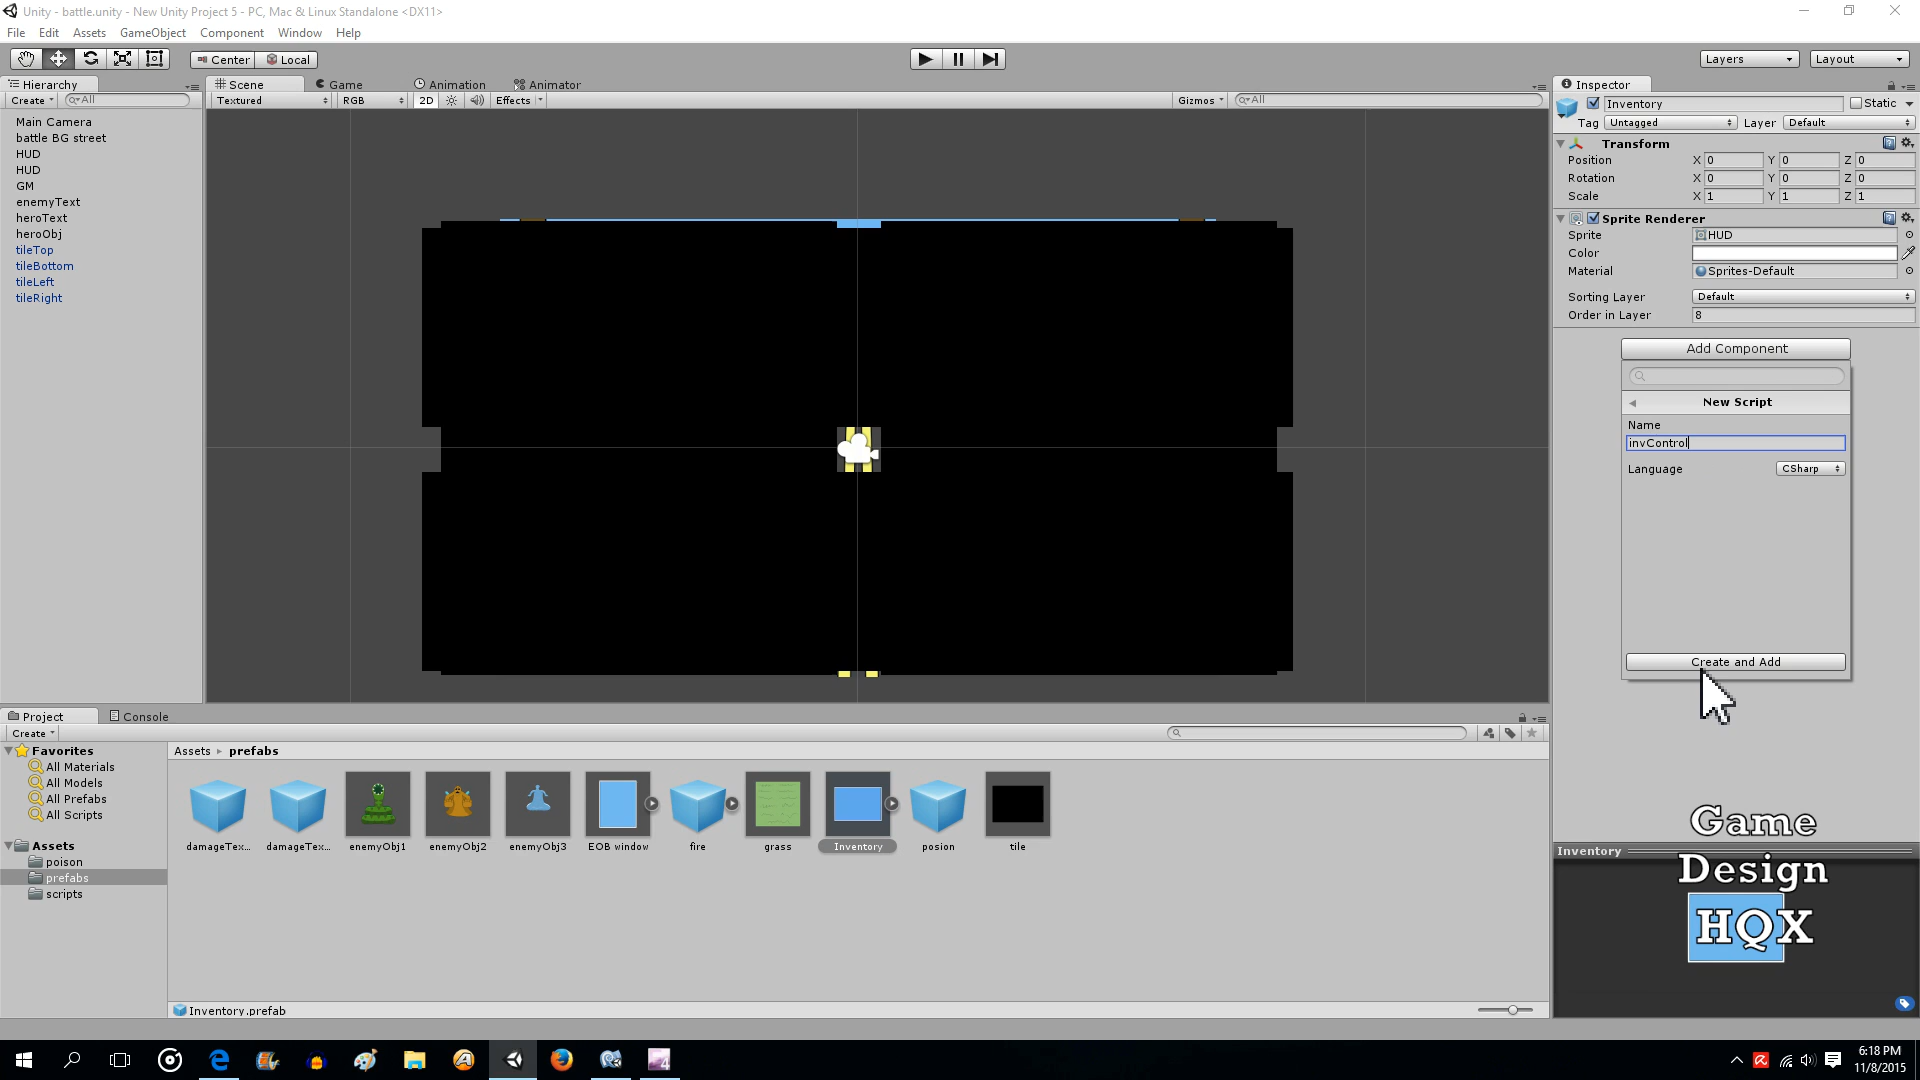 Unity - battle.unity - New Unity Project 5 - PC, Mac & Linux Standalone <DX11>
File Edit Assets GameObject Component Window Help
Center Local Layers Layout
Hierarchy
Create All
Main Camera
battle BG street
HUD
HUD
GM
enemyText
heroText
heroObj
tileTop
tileBottom
tileLeft
tileRight
Scene Game Animation Animator
Textured RGB 2D Effects Gizmos All
Inspector
Inventory Static
Tag Untagged Layer Default
Transform
Position X 0 Y 0 Z 0
Rotation X 0 Y 0 Z 0
Scale X 1 Y 1 Z 1
Sprite Renderer
Sprite HUD
Color
Material Sprites-Default
Sorting Layer Default
Order in Layer 8
Add Component
New Script
Name
invControl
Language CSharp
Create and Add
Project Console
Create
Favorites
All Materials
All Models
All Prefabs
All Scripts
Assets
poison
prefabs
scripts
Assets prefabs
damageTex... damageTex... enemyObj1 enemyObj2 enemyObj3 EOB window fire grass Inventory posion tile
Inventory.prefab
Game
Inventory
Design
HQX
6:18 PM
11/8/2015